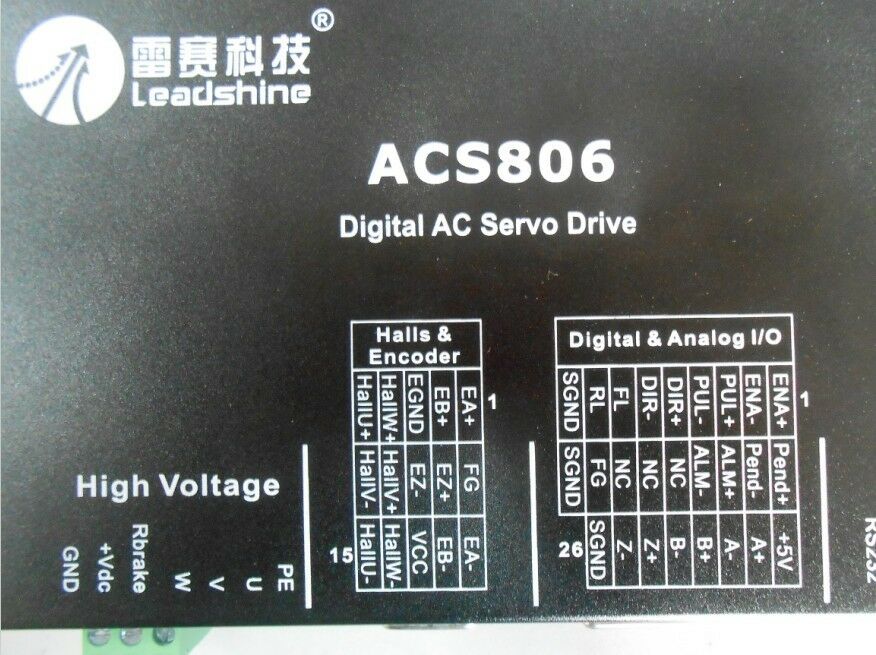 雷赛科技®
Leadshine
ACS806
Digital AC Servo Drive
Halls &
Encoder
HallU+ HallW+ EGND EB+ EA+ 1
HallV- HallV+ EZ- EZ+ FG
15 HallU- HallW- VCC EB- EA-
Digital & Analog I/O
SGND RL FL DIR- DIR+ PUL- PUL+ ENA- ENA+ 1
SGND FG NC NC NC ALM- ALM+ Pend- Pend+
26 SGND Z- Z+ B- B+ A- A+ +5V
High Voltage
GND +Vdc Rbrake W V U PE
RS232